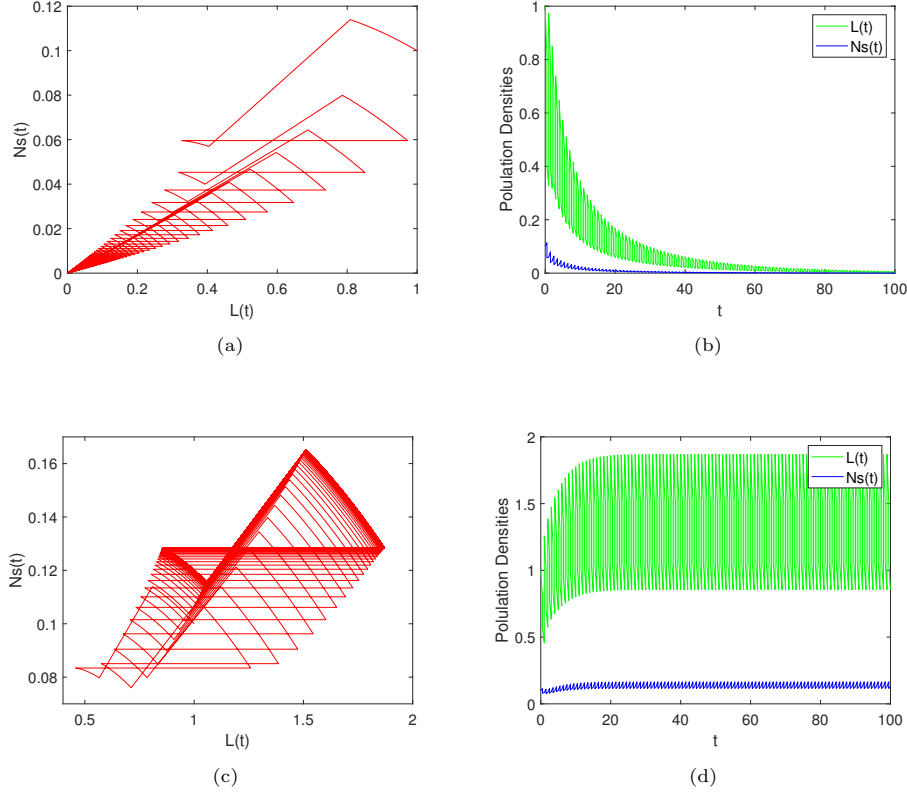 0.12
0.1
0.08
0.06
0.04
0.02
0
Ns(t)
0 0.2 0.4 0.6 0.8 1
L(t)
(a)
1
0.8
0.6
0.4
0.2
0
Polulation Densities
L(t)
Ns(t)
0 20 40 60 80 100
t
(b)
0.16
0.14
0.12
0.1
0.08
Ns(t)
0.5 1 1.5 2
L(t)
(c)
2
1.5
1
0.5
0
Polulation Densities
L(t)
Ns(t)
0 20 40 60 80 100
t
(d)